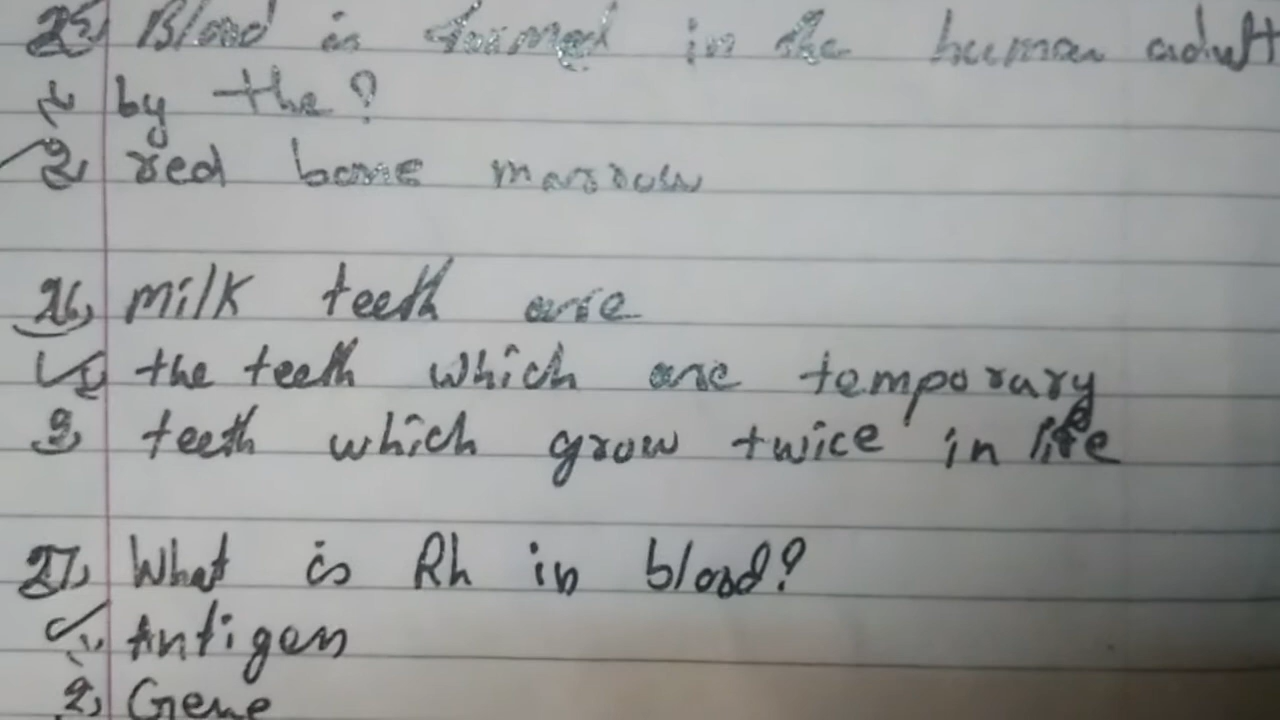 25, Blood is formed in the human adult
1, by the?
2, red bone marrow
26, milk teeth are
1, the teeth which are temporary
2, teeth which grow twice in life
27, What is Rh in blood?
1, Antigen
2, Gene